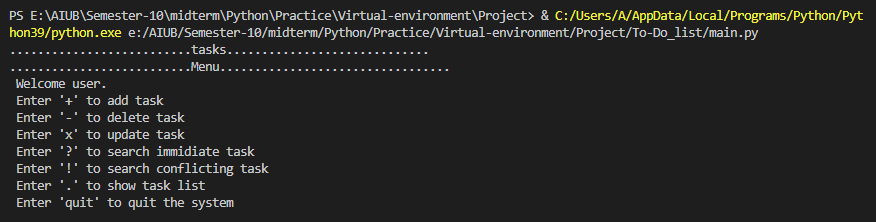 PS E:\AIUB\Semester-10\midterm\Python\Practice\Virtual-environment\Project> & C:/Users/A/AppData/Local/Programs/Python/Pyt
hon39/python.exe e:/AIUB/Semester-10/midterm/Python/Practice/Virtual-environment/Project/To-Do_list/main.py
..........................tasks.............................
..........................Menu.................................
Welcome user.
Enter '+' to add task
Enter '-' to delete task
Enter 'x' to update task
Enter '?' to search immidiate task
Enter '!' to search conflicting task
Enter '.' to show task list
Enter 'quit' to quit the system